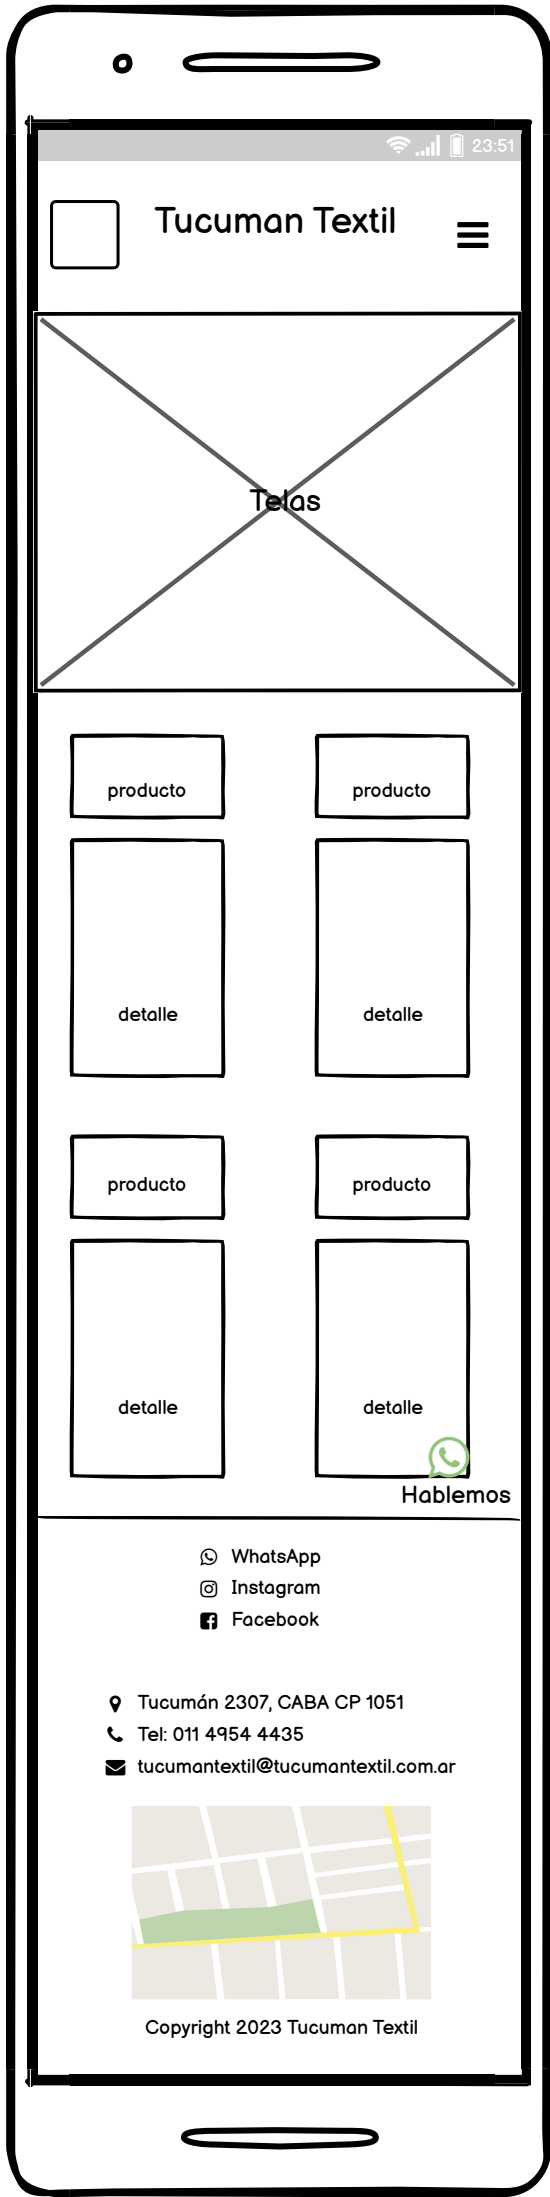 23:51
Tucuman Textil
Telas
producto
producto
detalle
detalle
producto
producto
detalle
detalle
Hablemos
WhatsApp
Instagram
Facebook
Tucumán 2307, CABA CP 1051
Tel: 011 4954 4435
tucumantextil@tucumantextil.com.ar
Copyright 2023 Tucuman Textil